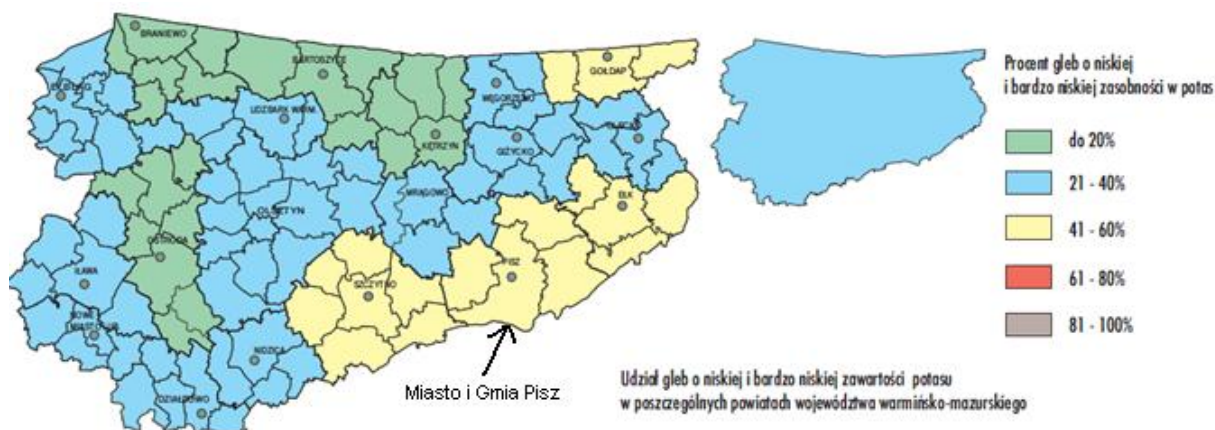 BRANIEWO
BARTOSZYCE
GOŁDAP
ELBLĄG
WĘGORZEWO
LIDZBARK WARM.
KĘTRZYN
GIŻYCKO
OLECKO
MRĄGOWO
EŁK
OLSZTYN
OSTRÓDA
PISZ
IŁAWA
SZCZYTNO
NOWE
MIASTO LUB.
NIDZICA
DZIAŁDOWO
Miasto i Gmia Pisz
Procent gleb o niskiej
i bardzo niskiej zasobności w potas
do 20%
21 - 40%
41 - 60%
61 - 80%
81 - 100%
Udział gleb o niskiej i bardzo niskiej zawartości potasu
w poszczególnych powiatach województwa warmińsko-mazurskiego